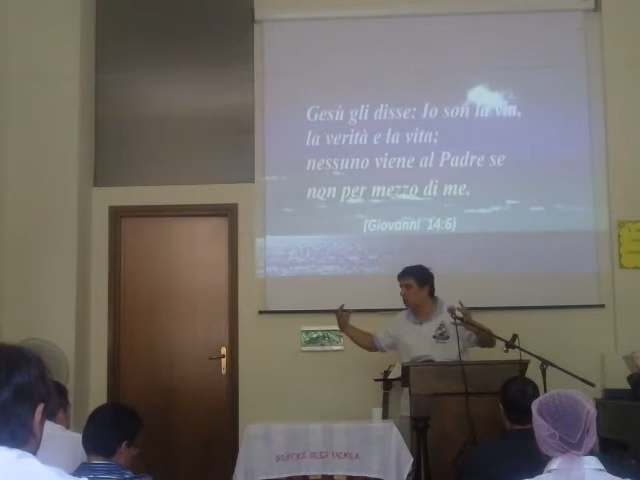 Gesù gli disse: Io son la via,
la verità e la vita;
nessuno viene al Padre se
non per mezzo di me.
(Giovanni 14:6)